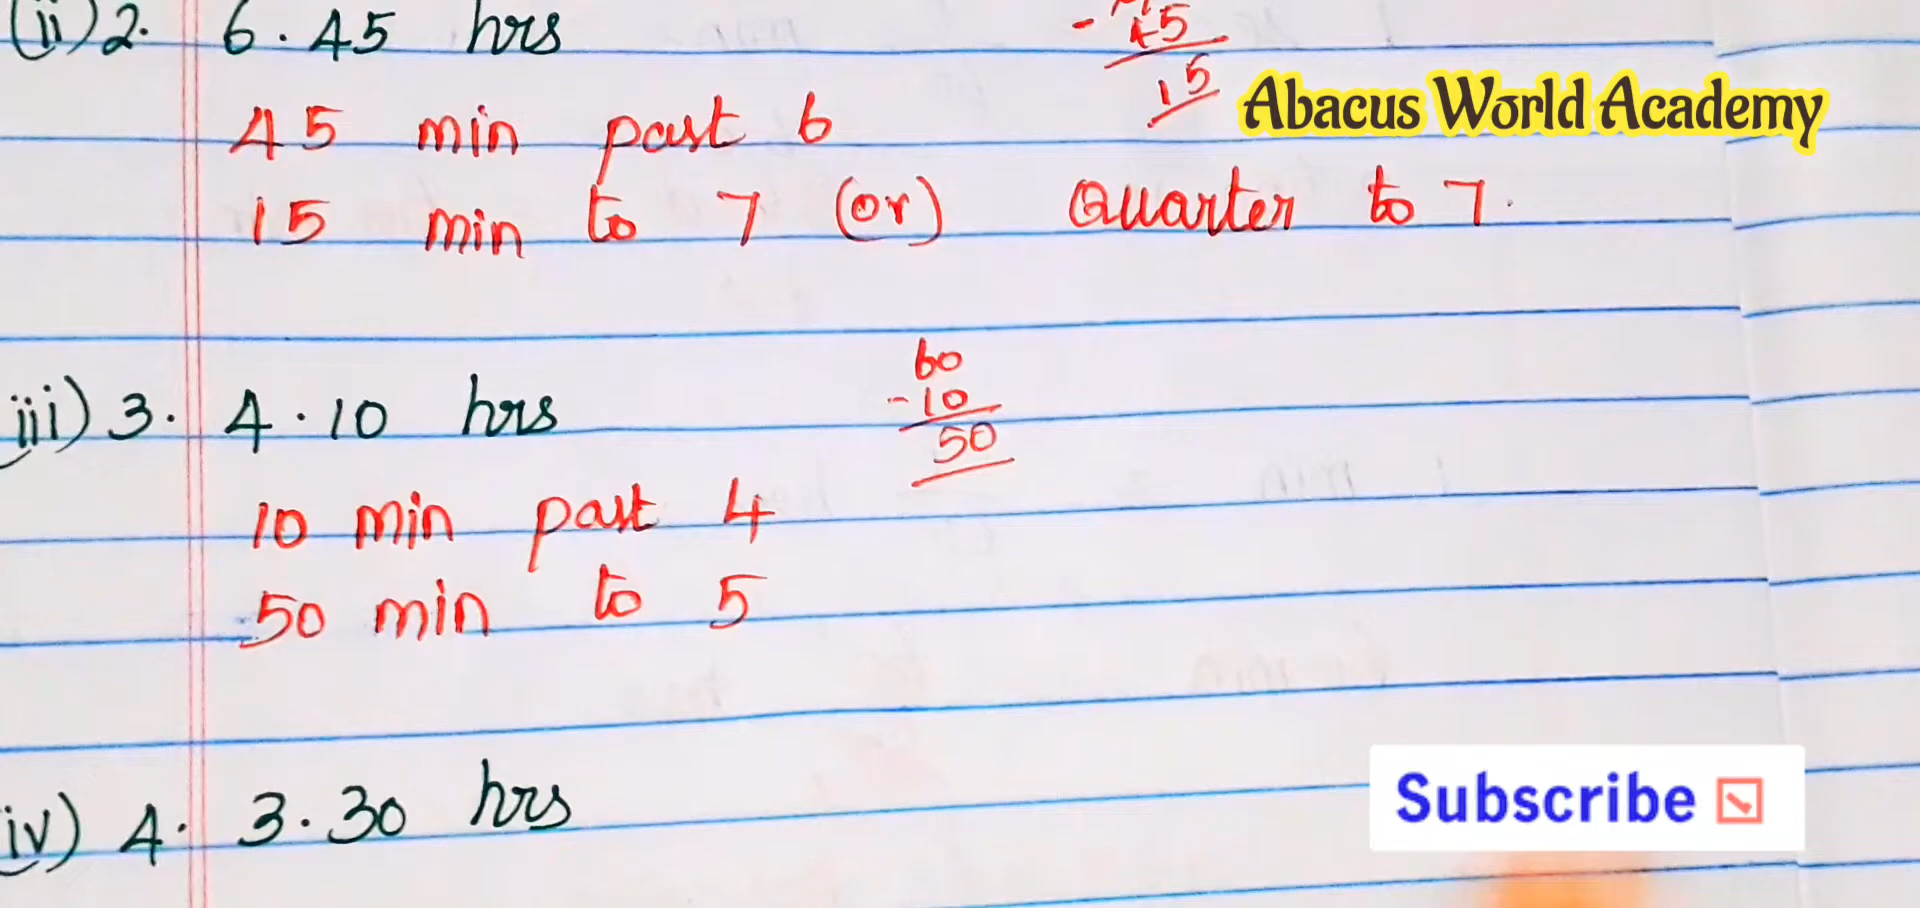 (ii) 2. 6.45 hrs
- 45
15
Abacus World Academy
45 min past 6
15 min to 7 (or) Quarter to 7.
iii) 3. 4.10 hrs
60
- 10
50
10 min past 4
50 min to 5
iv) 4. 3.30 hrs
Subscribe